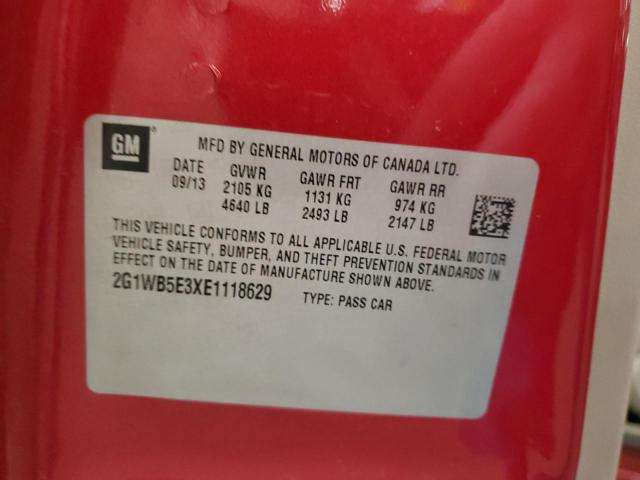 GM
MFD BY GENERAL MOTORS OF CANADA LTD.
DATE GVWR GAWR FRT GAWR RR
09/13 2105 KG 1131 KG 974 KG
4640 LB 2493 LB 2147 LB
THIS VEHICLE CONFORMS TO ALL APPLICABLE U.S. FEDERAL MOTOR
VEHICLE SAFETY, BUMPER, AND THEFT PREVENTION STANDARDS IN
EFFECT ON THE DATE OF MANUFACTURE SHOWN ABOVE.
2G1WB5E3XE1118629 TYPE: PASS CAR